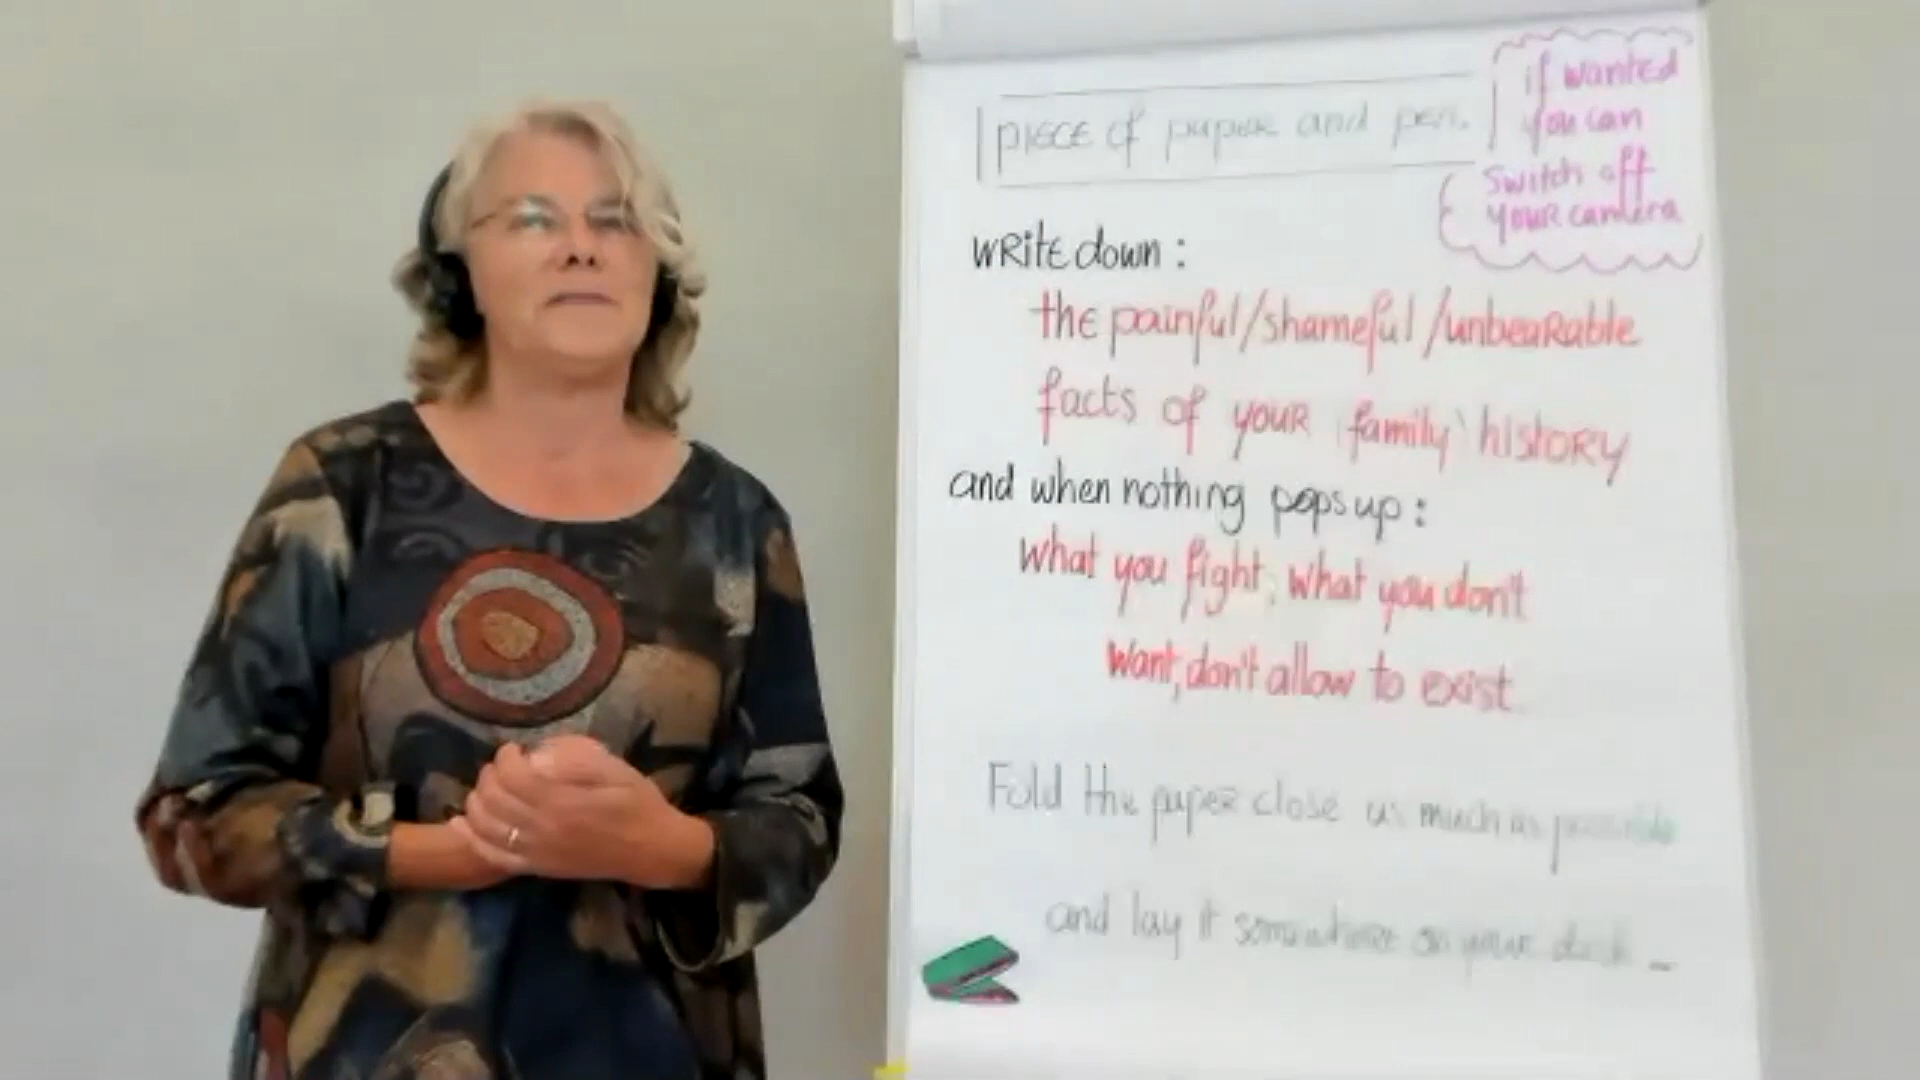 piece of paper and pen.
if wanted
you can
switch off
your camera
write down:
the painful/shameful/unbearable
facts of your 'family' history
and when nothing pops up:
what you fight, what you don't
want, don't allow to exist.
Fold the paper close as much as possible
and lay it somewhere on your desk